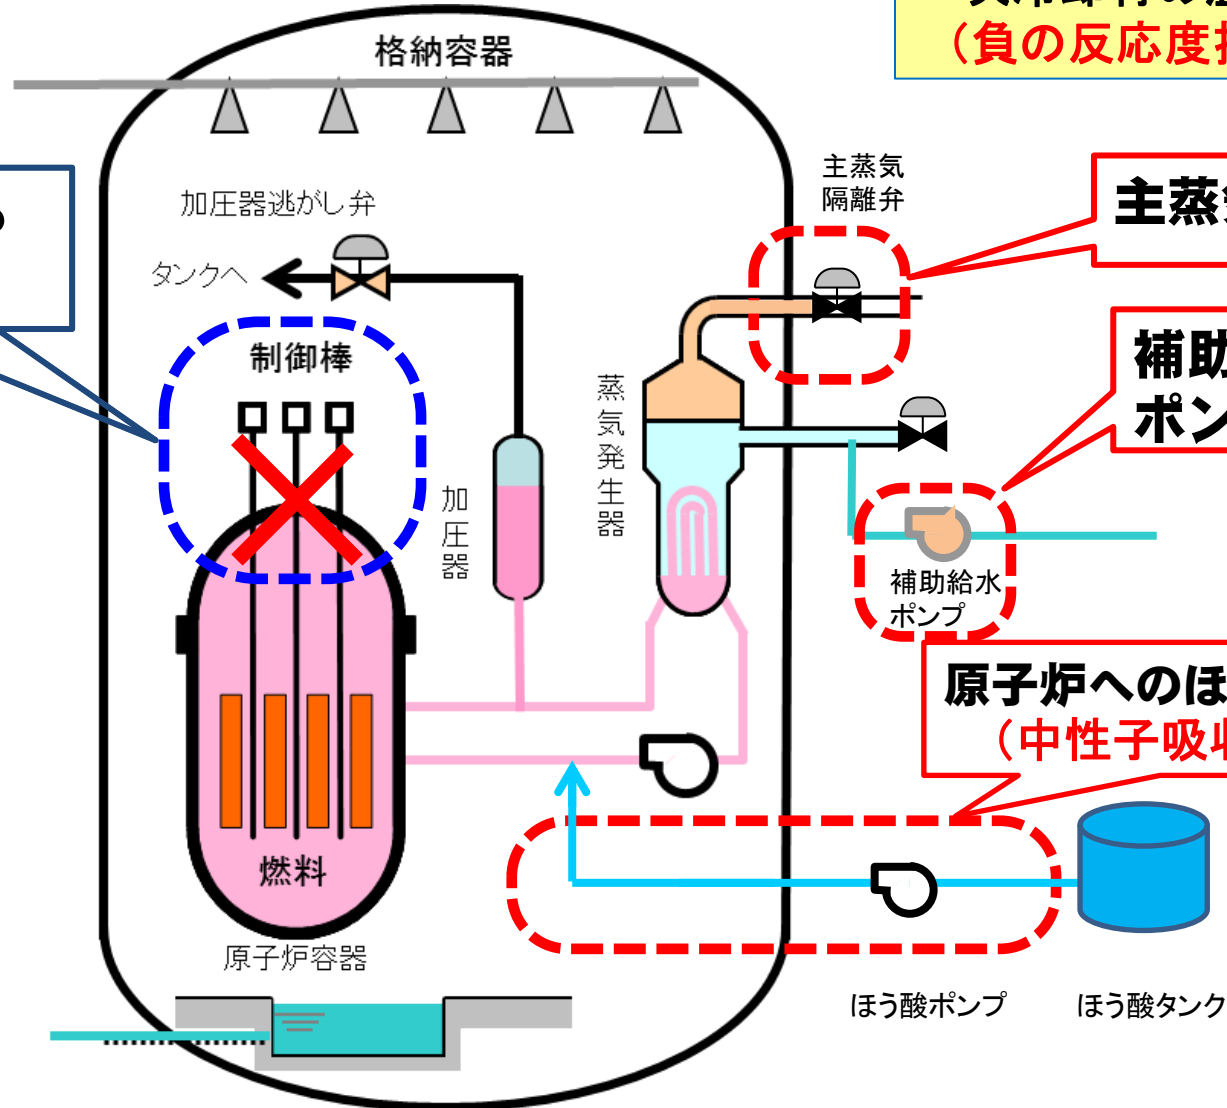 格納容器
（負の反応度
加圧器逃がし弁
タンクへ
制御棒
主蒸気
隔離弁
主蒸
蒸気発生器
補助
ポン
加圧器
補助給水
ポンプ
原子炉へのほ
（中性子吸
燃料
原子炉容器
ほう酸ポンプ
ほう酸タンク